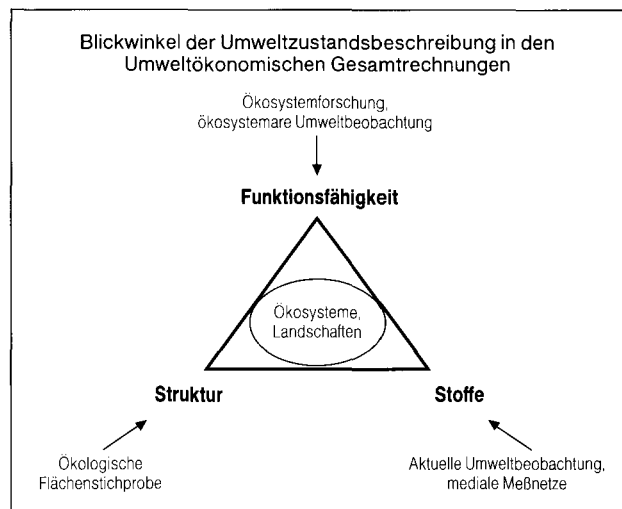 Blickwinkel der Umweltzustandsbeschreibung in den
Umweltökonomischen Gesamtrechnungen
Ökosystemforschung,
ökosystemare Umweltbeobachtung
Funktionsfähigkeit
Ökosysteme,
Landschaften
Struktur
Stoffe
Ökologische
Flächenstichprobe
Aktuelle Umweltbeobachtung,
mediale Meßnetze